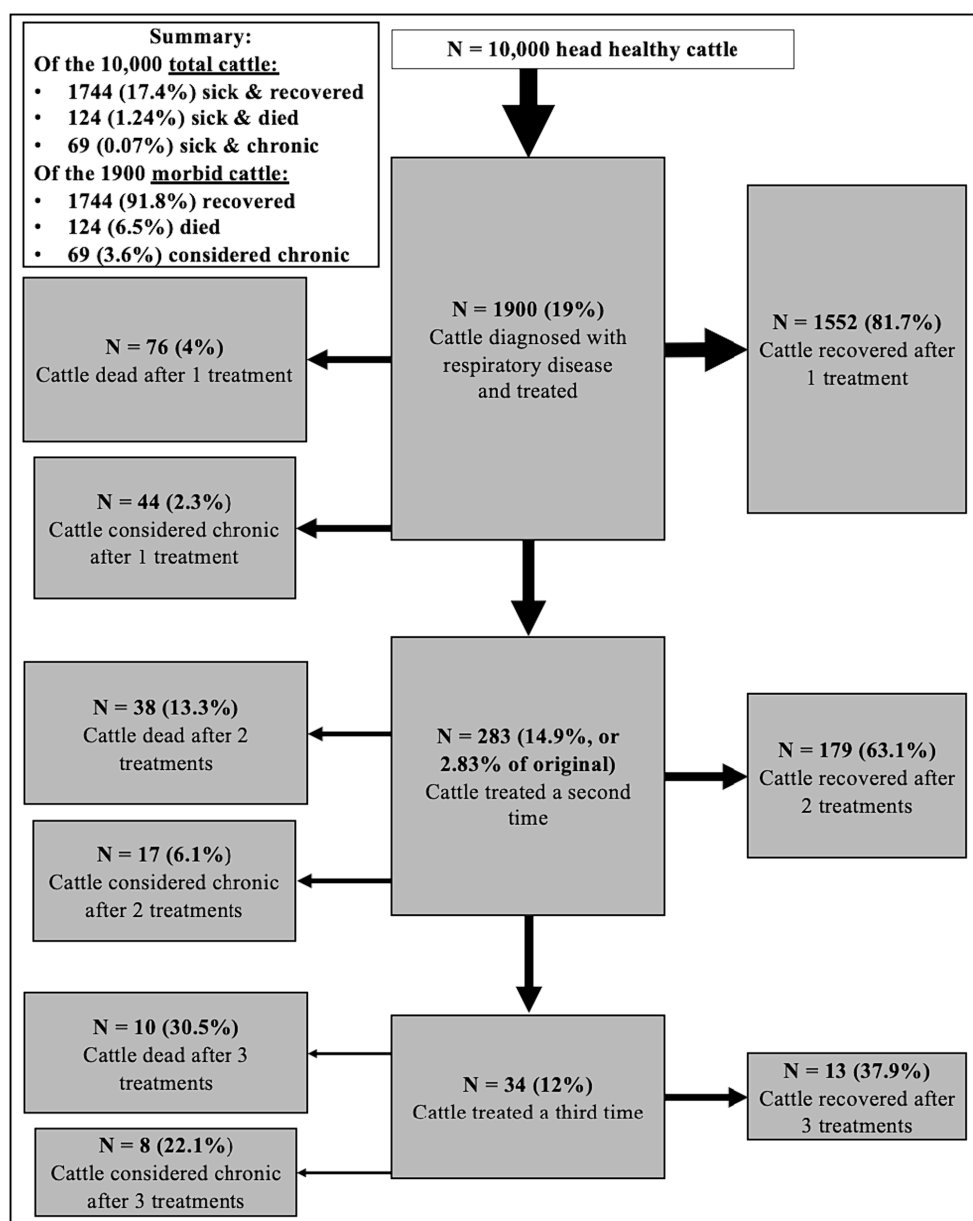 Summary:
Of the 10,000 total cattle:
• 1744 (17.4%) sick & recovered
• 124 (1.24%) sick & died
• 69 (0.07%) sick & chronic
Of the 1900 morbid cattle:
• 1744 (91.8%) recovered
• 124 (6.5%) died
• 69 (3.6%) considered chronic
N = 10,000 head healthy cattle
N = 1900 (19%)
Cattle diagnosed with
respiratory disease
and treated
N = 1552 (81.7%)
Cattle recovered after
1 treatment
N = 76 (4%)
Cattle dead after 1 treatment
N = 44 (2.3%)
Cattle considered chronic
after 1 treatment
N = 283 (14.9%, or
2.83% of original)
Cattle treated a second
time
N = 179 (63.1%)
Cattle recovered after
2 treatments
N = 38 (13.3%)
Cattle dead after 2
treatments
N = 17 (6.1%)
Cattle considered chronic
after 2 treatments
N = 34 (12%)
Cattle treated a third time
N = 13 (37.9%)
Cattle recovered after
3 treatments
N = 10 (30.5%)
Cattle dead after 3
treatments
N = 8 (22.1%)
Cattle considered chronic
after 3 treatments